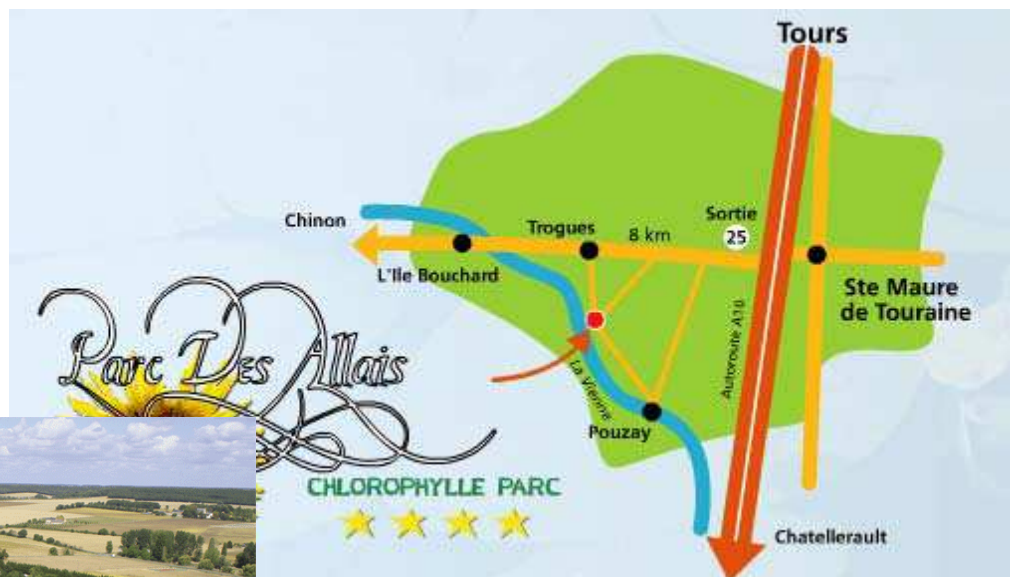 Tours
Chinon
Trogues
8 km
Sortie
25
L'Ile Bouchard
Ste Maure
de Touraine
Autoroute A10
Parc Des Allais
La Vienne
Pouzay
CHLOROPHYLLE PARC
Chatellerault